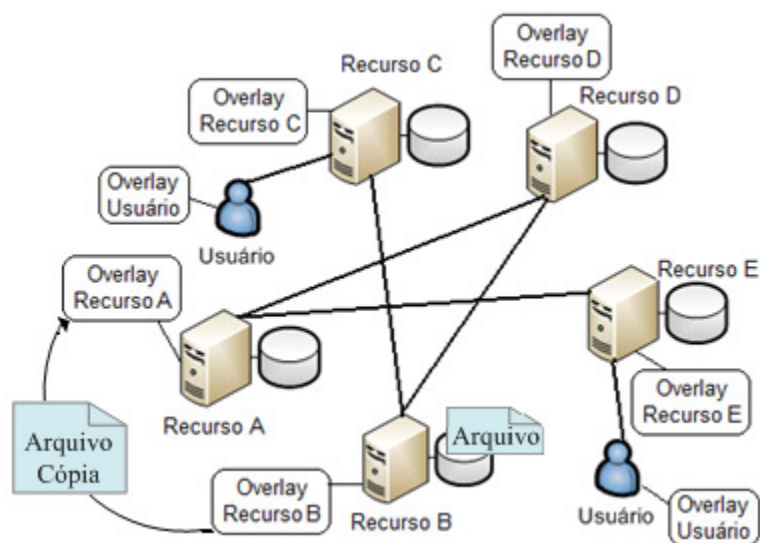 Overlay
Recurso D
Recurso C
Recurso D
Overlay
Recurso C
Overlay
Usuário
Usuário
Overlay
Recurso A
Recurso E
Recurso A
Overlay
Recurso E
Arquivo
Cópia
Arquivo
Overlay
Recurso B
Recurso B
Usuário
Overlay
Usuário